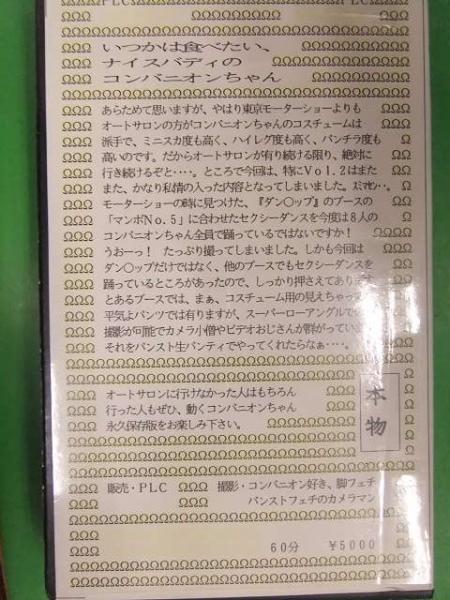 いつかは食べたい、
ナイスバディの
コンパニオンちゃん
あらためて思いますが、やはり東京モーターショーよりも
オートサロンの方がコンパニオンちゃんのコスチュームは
派手で、ミニスカ度も高く、ハイレグ度も高く、パンチラ度も
高いのです。だからオートサロンが有り続ける限り、絶対に
行き続けるぞと‥‥。ところで今回は、特にＶｏｌ.２はまた
また、かなり私情の入った内容となってしまいました。スミマセン‥
モーターショーの時に見つけた、『ダン〇ップ』のブースの
「マンボＮｏ.５」に合わせたセクシーダンスを今度は８人の
コンパニオンちゃん全員で踊っているではないですか！
うおーっ！ たっぷり撮ってしまいました。しかも今回は
ダン〇ップだけではなく、他のブースでもセクシーダンスを
踊っているところがあったので、しっかり押さえてあります
とあるブースでは、まぁ、コスチューム用の見えちゃって
平気よパンツでは有りますが、スーパーローアングルで
撮影が可能でカメラ小僧やビデオおじさんが群がっていま
それをパンスト生パンティでやってくれたらなぁ‥‥。
オートサロンに行けなかった人はもちろん
行った人もぜひ、動くコンパニオンちゃん
永久保存版をお楽しみ下さい。
本物
販売・ＰＬＣ
撮影・コンパニオン好き、脚フェチ
パンストフェチのカメラマン
６０分 ￥５０００